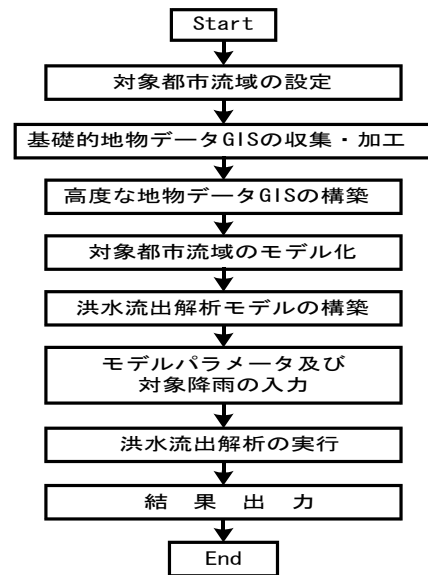 Start
対象都市流域の設定
基礎的地物データGISの収集・加工
高度な地物データGISの構築
対象都市流域のモデル化
洪水流出解析モデルの構築
モデルパラメータ及び
対象降雨の入力
洪水流出解析の実行
結 果 出 力
End